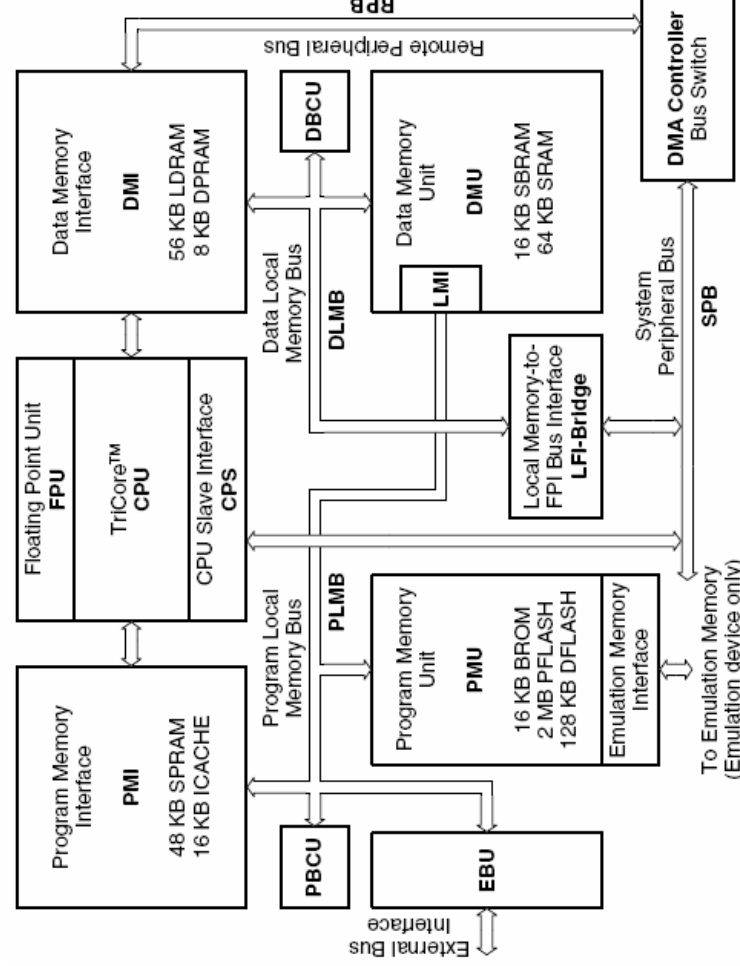 Program Memory
Interface
PMI
48 KB SPRAM
16 KB ICACHE
Floating Point Unit
FPU
TriCore™
CPU
CPU Slave Interface
CPS
Data Memory
Interface
DMI
56 KB LDRAM
8 KB DPRAM
PBCU
Program Local
Memory Bus
PLMB
Data Local
Memory Bus
DLMB
DBCU
Remote Peripheral Bus
RPB
External Bus
Interface
EBU
Program Memory
Unit
PMU
16 KB BROM
2 MB PFLASH
128 KB DFLASH
Emulation Memory
Interface
To Emulation Memory
(Emulation device only)
Local Memory-to-
FPI Bus Interface
LFI-Bridge
LMI
Data Memory
Unit
DMU
16 KB SBRAM
64 KB SRAM
System
Peripheral Bus
SPB
DMA Controller
Bus Switch